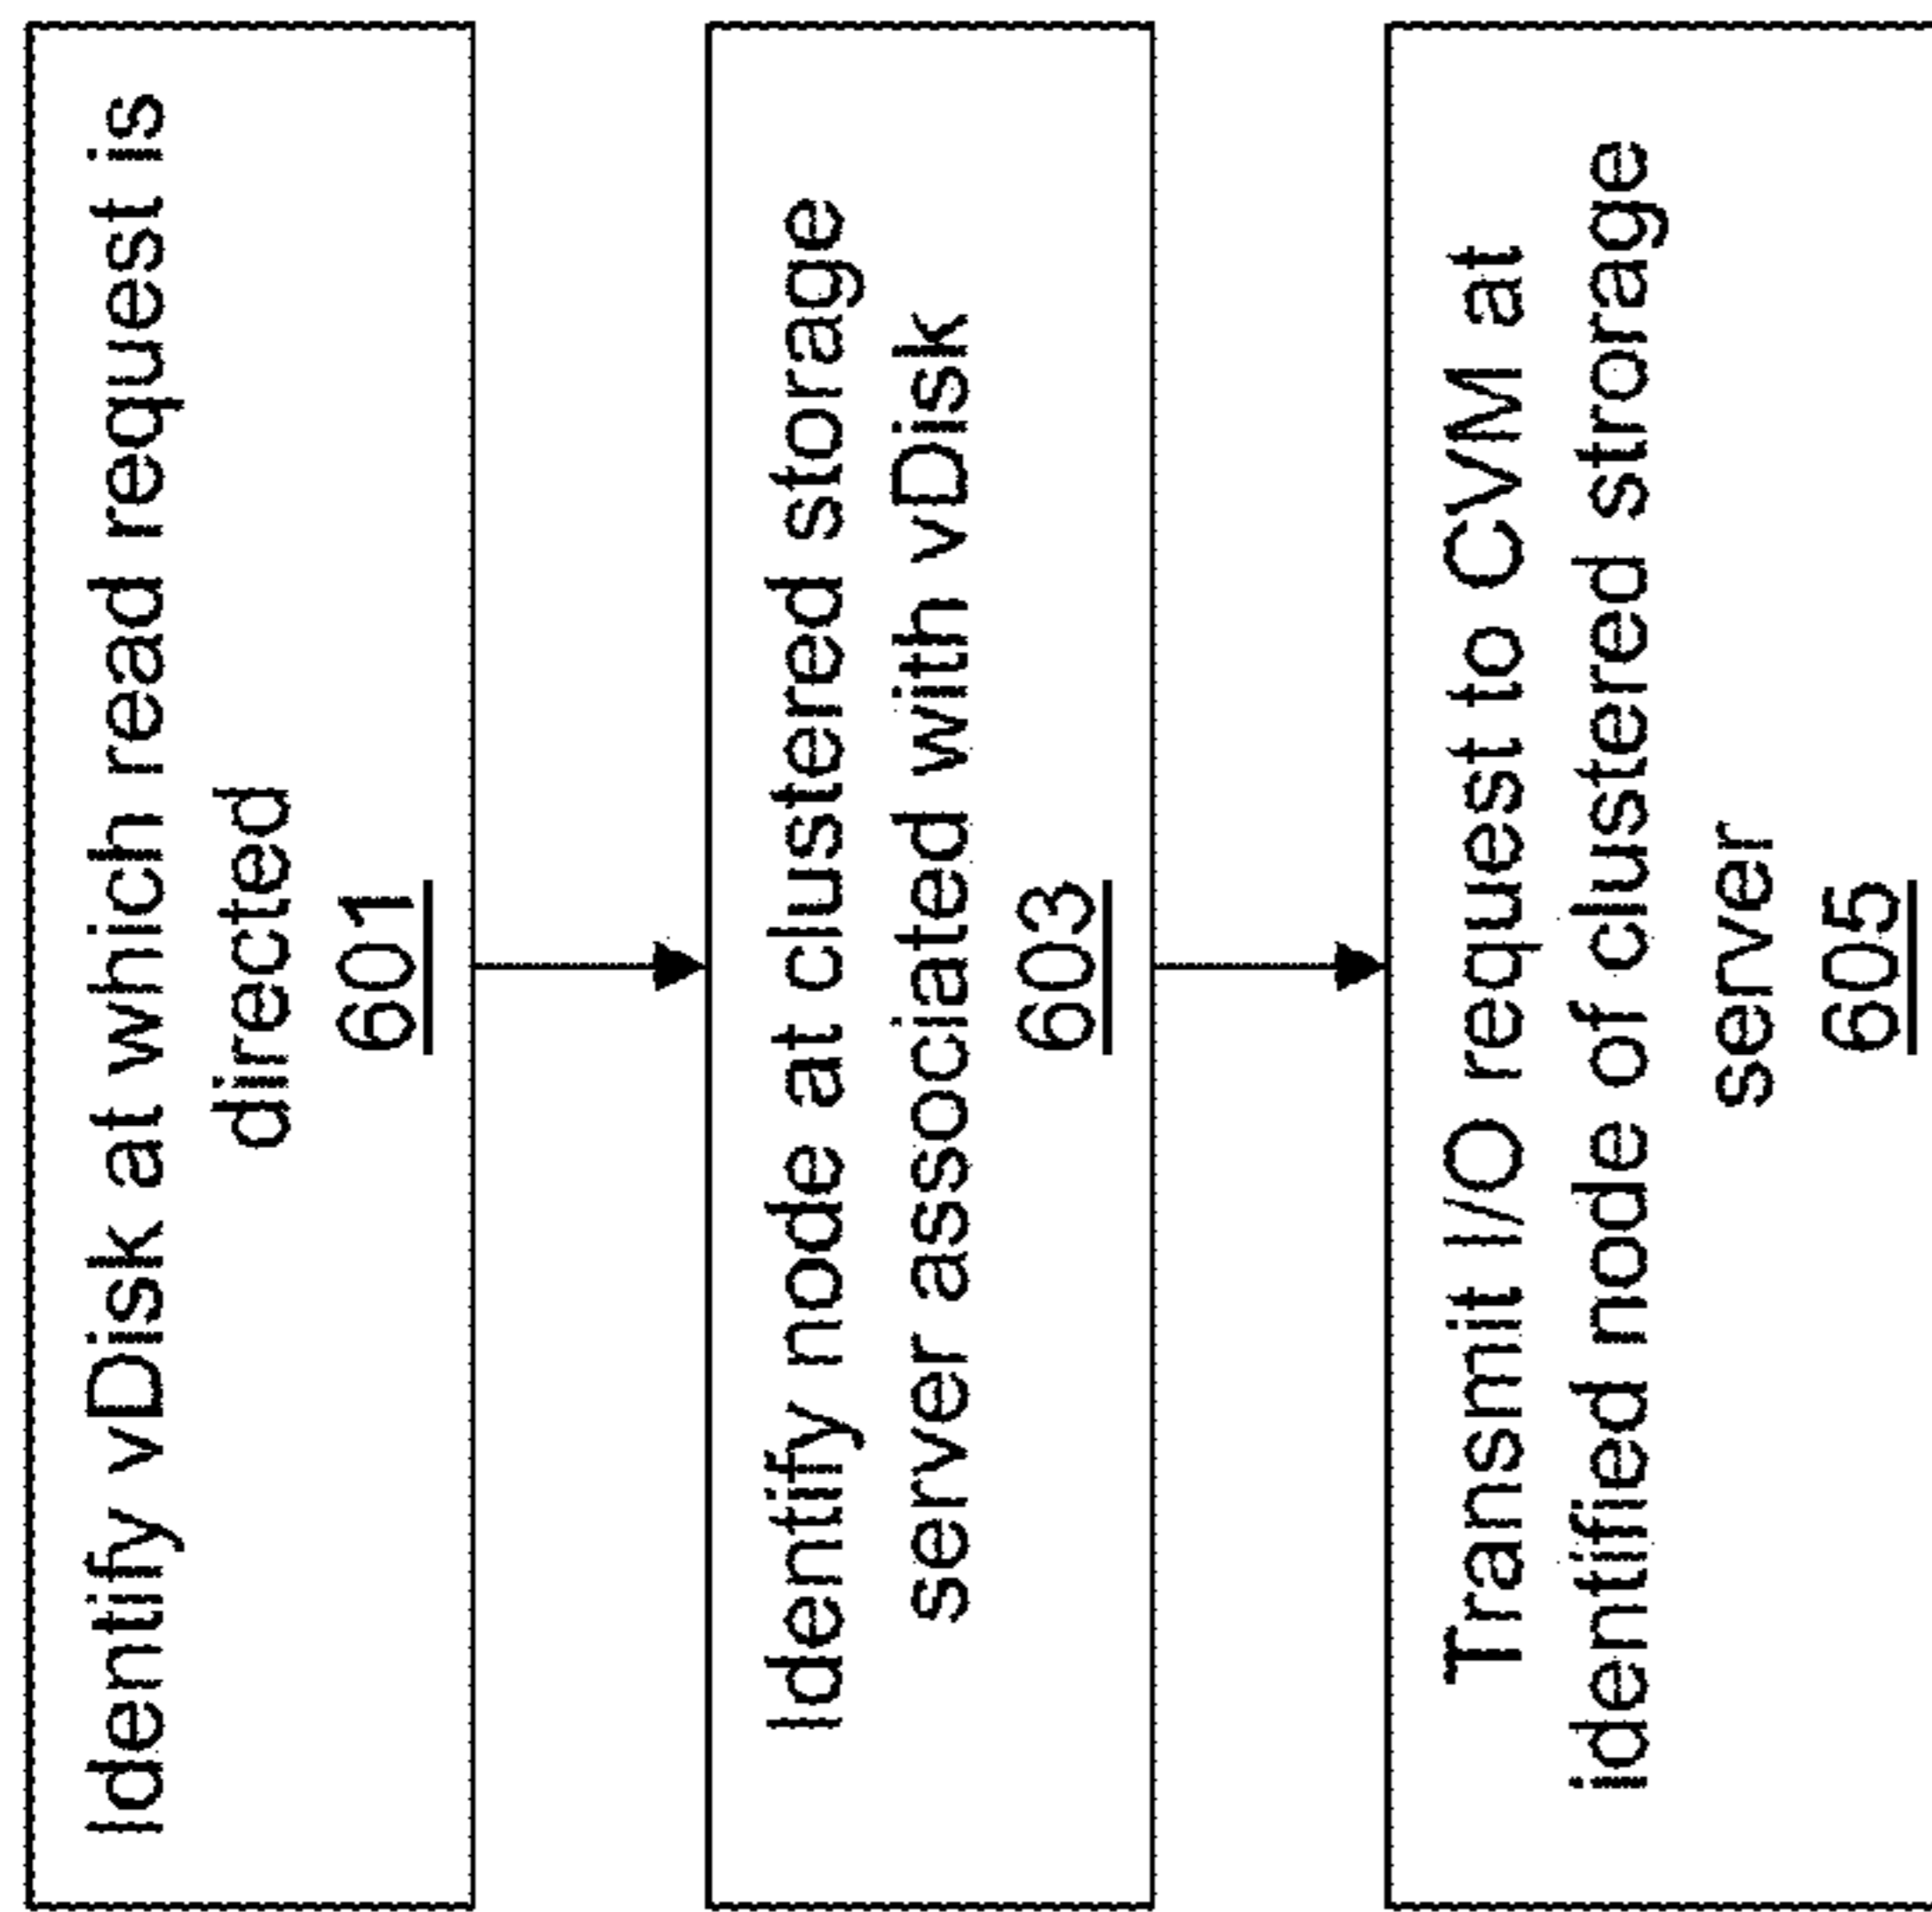 Identify vDisk at which read request is
directed
601
Identify node at clustered storage
server associated with vDisk
603
Transmit I/O request to CVM at
identified node of clustered storage
server
605